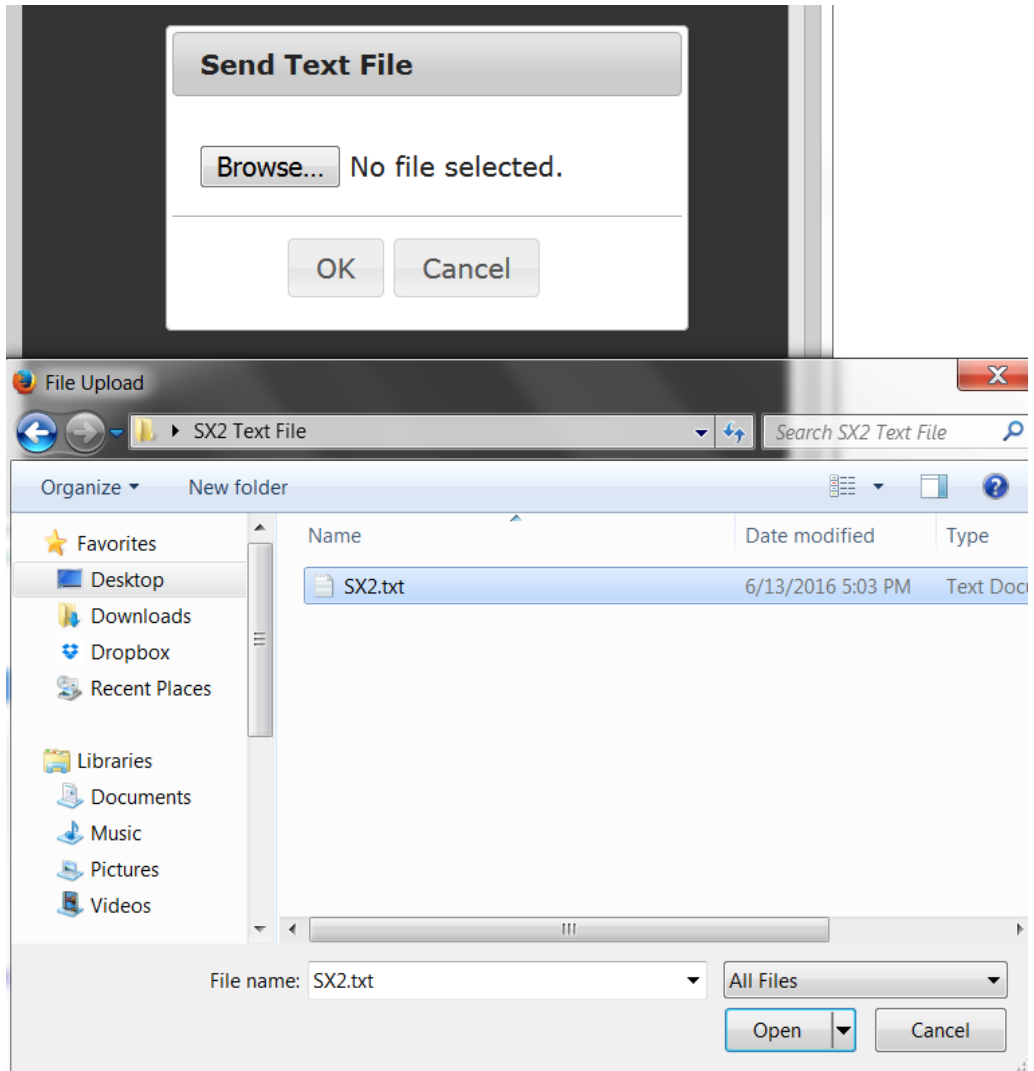 Send Text File
Browse... No file selected.
OK Cancel
File Upload
SX2 Text File Search SX2 Text File
Organize New folder
Favorites
Desktop
Downloads
Dropbox
Recent Places
Libraries
Documents
Music
Pictures
Videos
Name Date modified Type
SX2.txt 6/13/2016 5:03 PM Text Docu
File name: SX2.txt All Files
Open Cancel